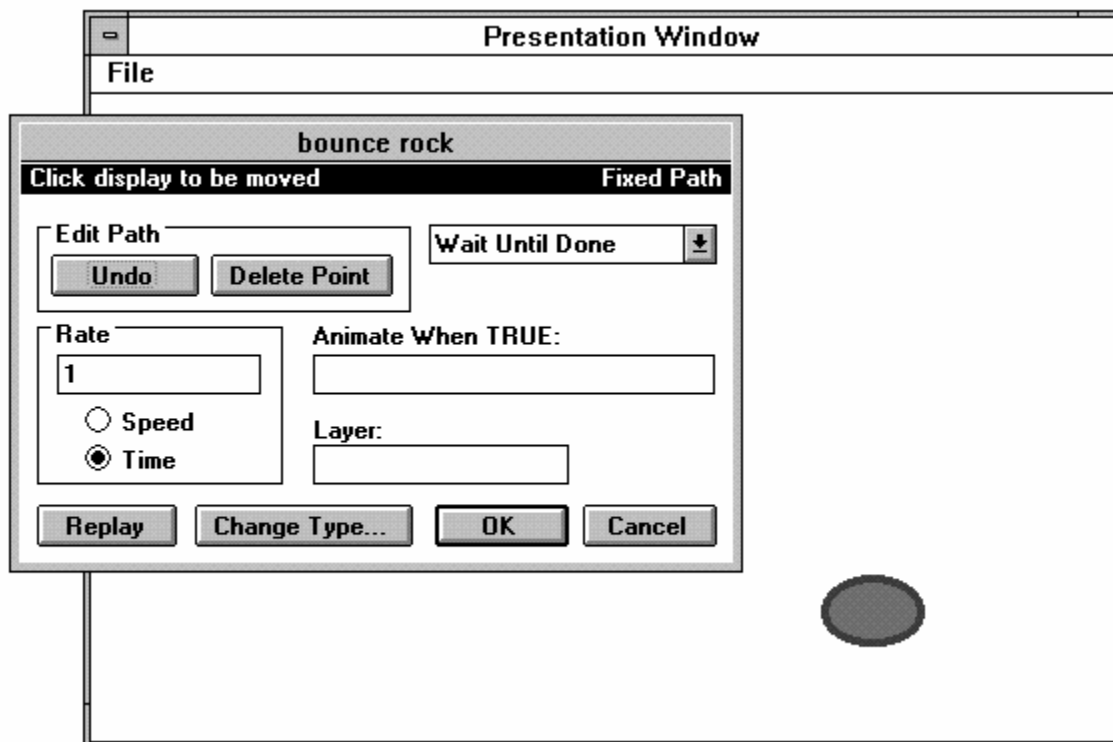 Presentation Window
File
bounce rock
Click display to be moved Fixed Path
Edit Path
Wait Until Done
Undo Delete Point
Rate
Animate When TRUE:
1
Speed
Layer:
Time
Replay Change Type... OK Cancel